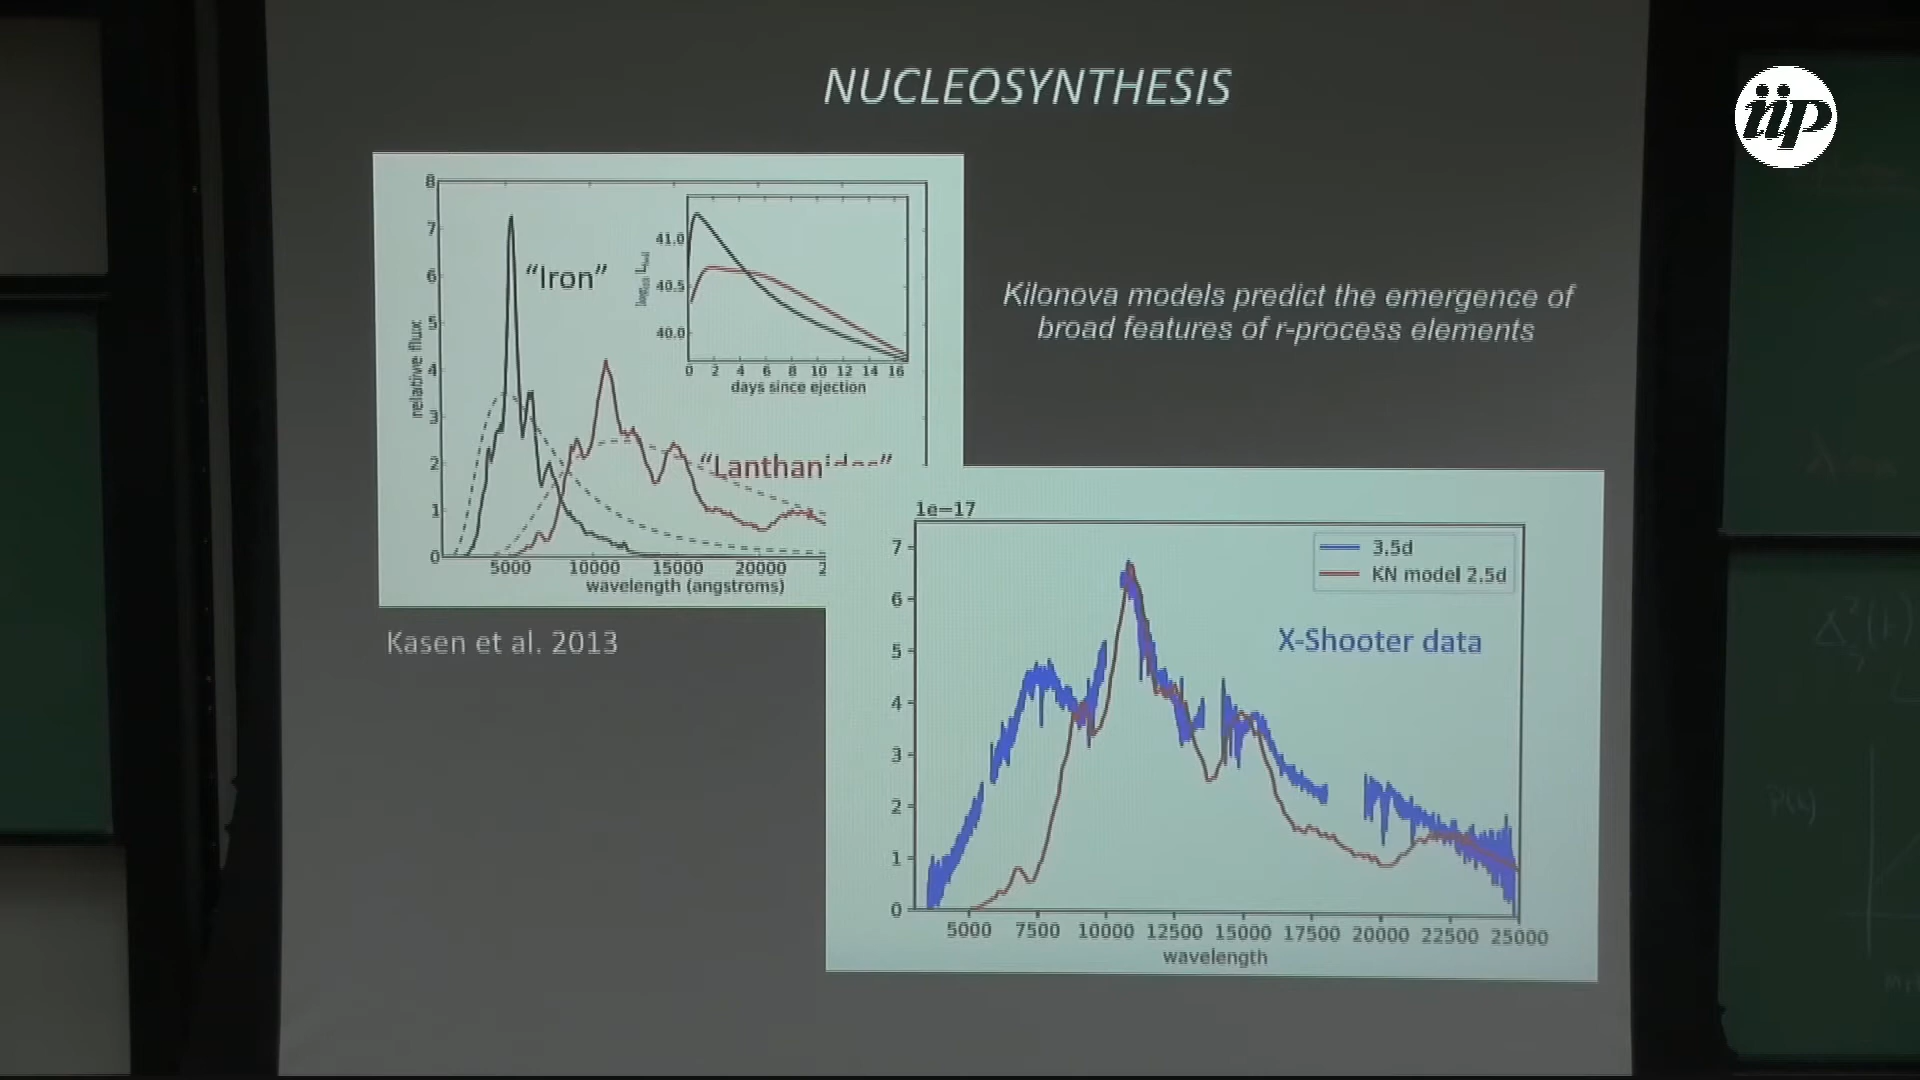 NUCLEOSYNTHESIS
iip
8
7
6
5
4
3
2
1
0
relative flux
"Iron"
41.0
40.5
40.0
0 2 4 6 8 10 12 14 16
days since ejection
5000 10000 15000 20000 2
wavelength (angstroms)
Kasen et al. 2013
Kilonova models predict the emergence of
broad features of r-process elements
1e−17
7
6
5
4
3
2
1
0
3.5d
KN model 2.5d
X-Shooter data
5000 7500 10000 12500 15000 17500 20000 22500 25000
wavelength
P(k)